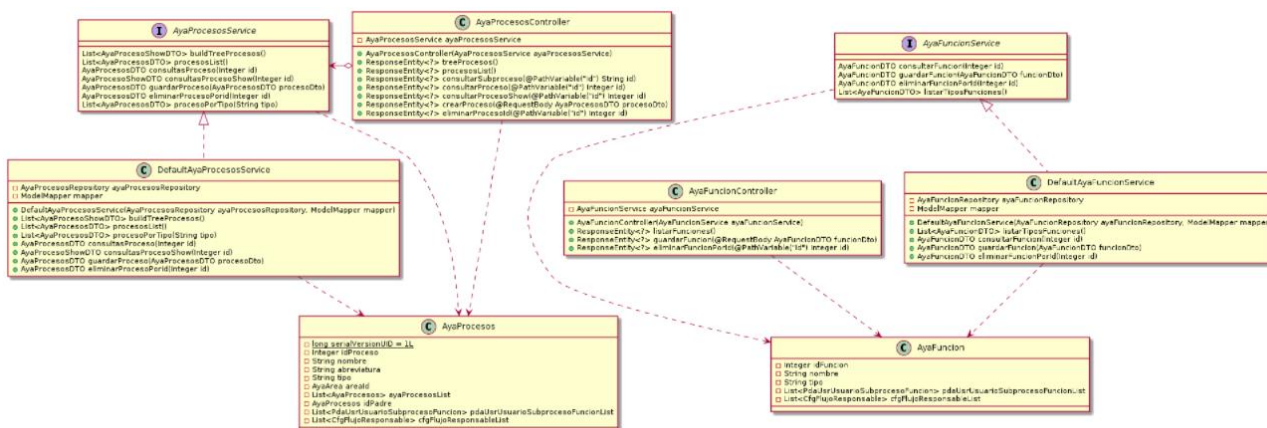 I AyaProcesosService
List<AyaProcesoShowDTO> buildTreeProcesos()
List<AyaProcesosDTO> procesosList()
AyaProcesosDTO consultasProceso(Integer id)
AyaProcesoShowDTO consultasProcesoShow(Integer id)
AyaProcesosDTO guardarProceso(AyaProcesosDTO procesoDto)
AyaProcesosDTO eliminarProcesoPorid(Integer id)
List<AyaProcesosDTO> procesoPorTipo(String tipo)
C AyaProcesosController
AyaProcesosService ayaProcesosService
AyaProcesosController(AyaProcesosService ayaProcesosService)
ResponseEntity<?> treeProcesos()
ResponseEntity<?> procesosList()
ResponseEntity<?> consultarSubproceso(@PathVariable("id") String id)
ResponseEntity<?> consultarProceso(@PathVariable("id") Integer id)
ResponseEntity<?> consultarProcesoShow(@PathVariable("id") Integer id)
ResponseEntity<?> crearProceso(@RequestBody AyaProcesosDTO procesoDto)
ResponseEntity<?> eliminarProcesoId(@PathVariable("id") Integer id)
I AyaFuncionService
AyaFuncionDTO consultarFuncion(Integer id)
AyaFuncionDTO guardarFuncion(AyaFuncionDTO funcionDto)
AyaFuncionDTO eliminarFuncionPorId(Integer id)
List<AyaFuncionDTO> listarTiposFunciones()
C DefaultAyaProcesosService
AyaProcesosRepository ayaProcesosRepository
ModelMapper mapper
DefaultAyaProcesosService(AyaProcesosRepository ayaProcesosRepository, ModelMapper mapper)
List<AyaProcesoShowDTO> buildTreeProcesos()
List<AyaProcesosDTO> procesosList()
List<AyaProcesosDTO> procesoPorTipo(String tipo)
AyaProcesosDTO consultasProceso(Integer id)
AyaProcesoShowDTO consultasProcesoShow(Integer id)
AyaProcesosDTO guardarProceso(AyaProcesosDTO procesoDto)
AyaProcesosDTO eliminarProcesoPorid(Integer id)
C AyaFuncionController
AyaFuncionService ayaFuncionService
AyaFuncionController(AyaFuncionService ayaFuncionService)
ResponseEntity<?> listarFunciones()
ResponseEntity<?> guardarFuncion(@RequestBody AyaFuncionDTO funcionDto)
ResponseEntity<?> eliminarFuncionPorId(@PathVariable("id") Integer id)
C DefaultAyaFuncionService
AyaFuncionRepository ayaFuncionRepository
ModelMapper mapper
DefaultAyaFuncionService(AyaFuncionRepository ayaFuncionRepository, ModelMapper mapper)
List<AyaFuncionDTO> listarTiposFunciones()
AyaFuncionDTO consultarFuncion(Integer id)
AyaFuncionDTO guardarFuncion(AyaFuncionDTO funcionDto)
AyaFuncionDTO eliminarFuncionPorId(Integer id)
C AyaProcesos
long serialVersionUID = 1L
Integer idProceso
String nombre
String abreviatura
String tipo
AyaArea areaId
List<AyaProcesos> ayaProcesosList
AyaProcesos idPadre
List<PdaUsrUsuarioSubprocesoFuncion> pdaUsrUsuarioSubprocesoFuncionList
List<CfgFlujoResponsable> cfgFlujoResponsableList
C AyaFuncion
Integer idFuncion
String nombre
String tipo
List<PdaUsrUsuarioSubprocesoFuncion> pdaUsrUsuarioSubprocesoFuncionList
List<CfgFlujoResponsable> cfgFlujoResponsableList